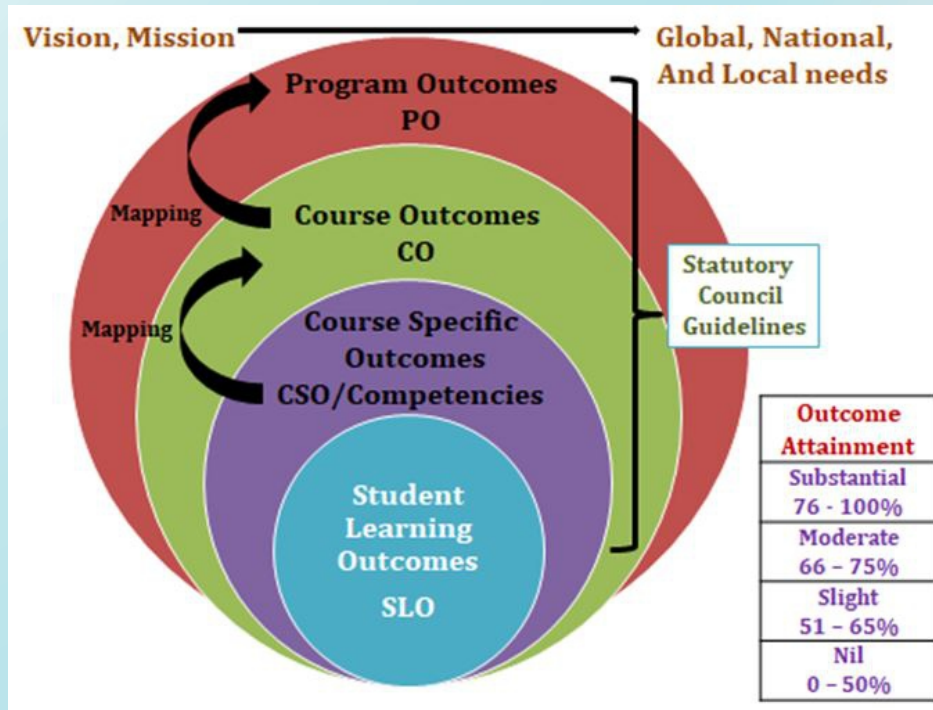 Vision, Mission
Global, National,
And Local needs
Program Outcomes
PO
Mapping
Course Outcomes
CO
Mapping
Course Specific
Outcomes
CSO/Competencies
Student
Learning
Outcomes
SLO
Statutory
Council
Guidelines
Outcome
Attainment
Substantial
76 - 100%
Moderate
66 – 75%
Slight
51 – 65%
Nil
0 – 50%